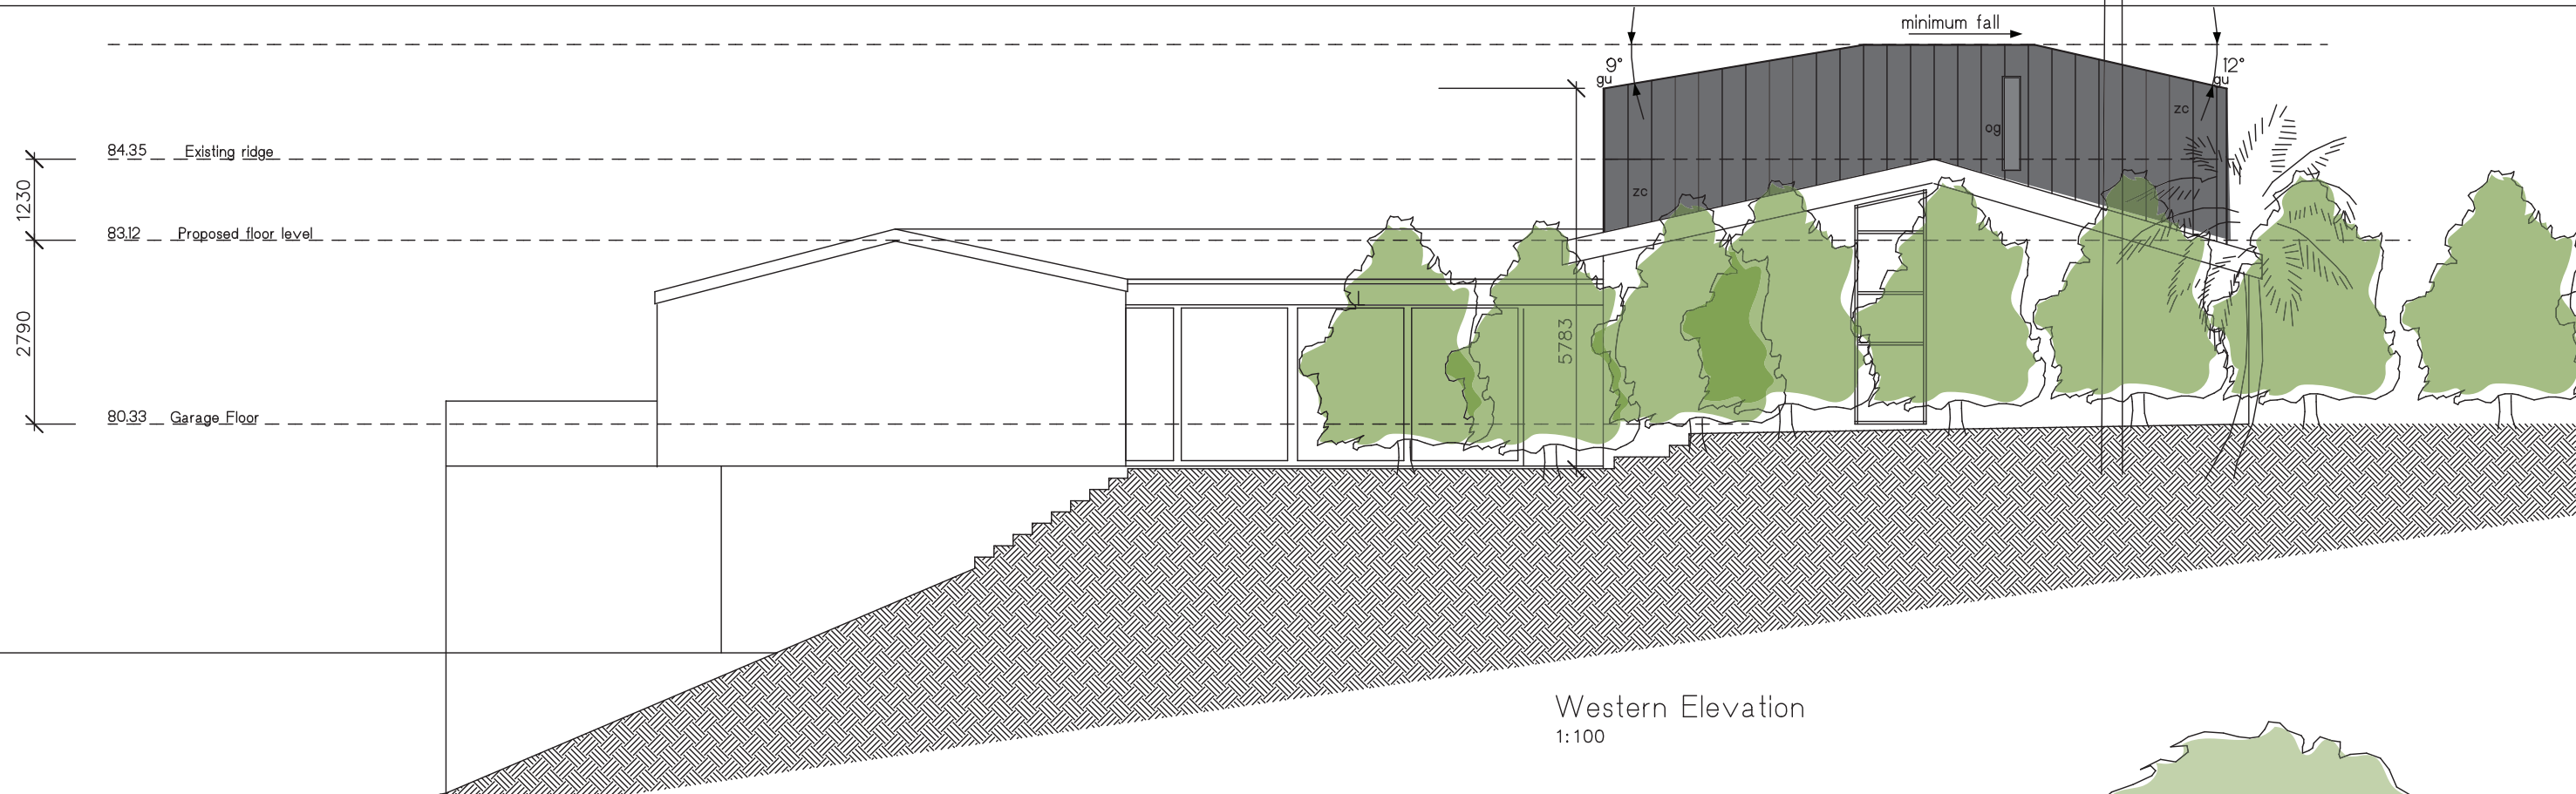 minimum fall
9°
gu
12°
gu
zc
og
84.35 Existing ridge
1230
zc
83.12 Proposed floor level
2790
5783
80.33 Garage Floor
Western Elevation
1:100